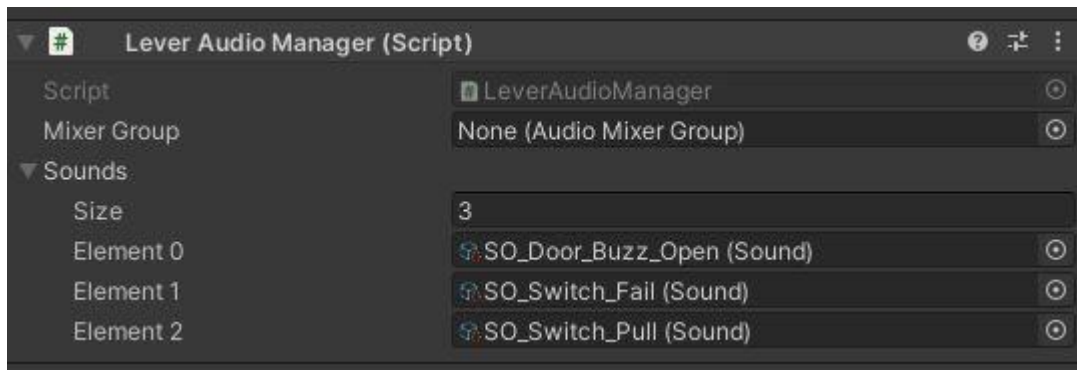 # Lever Audio Manager (Script)
Script # LeverAudioManager
Mixer Group None (Audio Mixer Group)
Sounds
Size 3
Element 0 SO_Door_Buzz_Open (Sound)
Element 1 SO_Switch_Fail (Sound)
Element 2 SO_Switch_Pull (Sound)